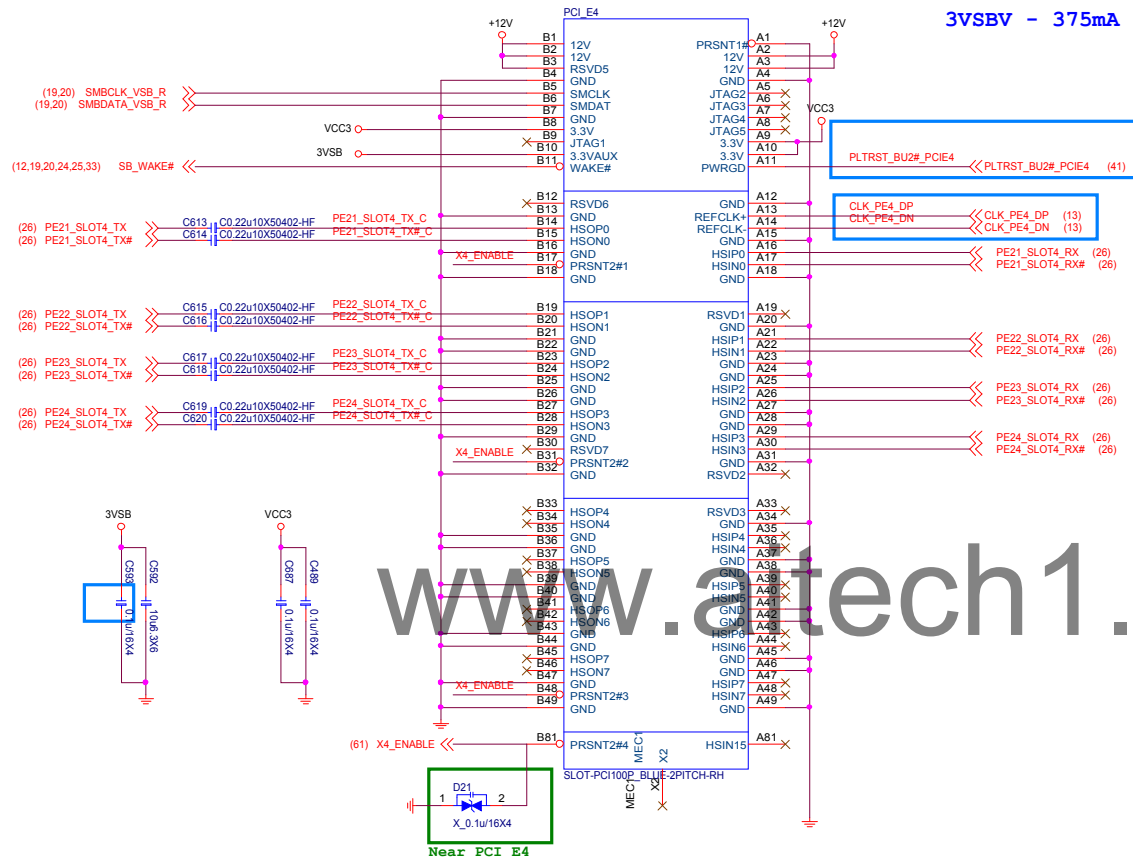 PCI_E4
3VSBV - 375mA
+12V
+12V
B1 12V PRSNT1# A1
B2 12V 12V A2
B3 RSVD5 12V A3
B4 GND GND A4
(19,20) SMBCLK_VSB_R B5 SMCLK JTAG2 A5
(19,20) SMBDATA_VSB_R B6 SMDAT JTAG3 A6
B7 GND JTAG4 A7
VCC3 B8 3.3V JTAG5 A8
VCC3
B9 JTAG1 3.3V A9
3VSB B10 3.3VAUX 3.3V A10
(12,19,20,24,25,33) SB_WAKE# B11 WAKE# PWRGD A11 PLTRST_BU2#_PCIE4 PLTRST_BU2#_PCIE4 (41)
B12 RSVD6 GND A12
B13 GND REFCLK+ A13 CLK_PE4_DP CLK_PE4_DP (13)
(26) PE21_SLOT4_TX C613 C0.22u10X50402-HF PE21_SLOT4_TX_C B14 HSOP0 REFCLK- A14 CLK_PE4_DN CLK_PE4_DN (13)
(26) PE21_SLOT4_TX# C614 C0.22u10X50402-HF PE21_SLOT4_TX#_C B15 HSON0 GND A15
B16 GND HSIP0 A16 PE21_SLOT4_RX (26)
X4_ENABLE B17 PRSNT2#1 HSIN0 A17 PE21_SLOT4_RX# (26)
B18 GND GND A18
(26) PE22_SLOT4_TX C615 C0.22u10X50402-HF PE22_SLOT4_TX_C B19 HSOP1 RSVD1 A19
(26) PE22_SLOT4_TX# C616 C0.22u10X50402-HF PE22_SLOT4_TX#_C B20 HSON1 GND A20
B21 GND HSIP1 A21 PE22_SLOT4_RX (26)
B22 GND HSIN1 A22 PE22_SLOT4_RX# (26)
(26) PE23_SLOT4_TX C617 C0.22u10X50402-HF PE23_SLOT4_TX_C B23 HSOP2 GND A23
(26) PE23_SLOT4_TX# C618 C0.22u10X50402-HF PE23_SLOT4_TX#_C B24 HSON2 GND A24
B25 GND HSIP2 A25 PE23_SLOT4_RX (26)
B26 GND HSIN2 A26 PE23_SLOT4_RX# (26)
(26) PE24_SLOT4_TX C619 C0.22u10X50402-HF PE24_SLOT4_TX_C B27 HSOP3 GND A27
(26) PE24_SLOT4_TX# C620 C0.22u10X50402-HF PE24_SLOT4_TX#_C B28 HSON3 GND A28
B29 GND HSIP3 A29 PE24_SLOT4_RX (26)
B30 RSVD7 HSIN3 A30 PE24_SLOT4_RX# (26)
X4_ENABLE B31 PRSNT2#2 GND A31
B32 GND RSVD2 A32
B33 HSOP4 RSVD3 A33
B34 HSON4 GND A34
B35 GND HSIP4 A35
B36 GND HSIN4 A36
B37 HSOP5 GND A37
B38 HSON5 GND A38
B39 GND HSIP5 A39
B40 GND HSIN5 A40
B41 HSOP6 GND A41
B42 HSON6 GND A42
B43 GND HSIP6 A43
B44 GND HSIN6 A44
B45 HSOP7 GND A45
B46 HSON7 GND A46
B47 GND HSIP7 A47
X4_ENABLE B48 PRSNT2#3 HSIN7 A48
B49 GND GND A49
(61) X4_ENABLE B81 PRSNT2#4 HSIN15 A81
MEC1 X2
SLOT-PCI100P_BLUE-2PITCH-RH
MEC1 X2
3VSB
C593 0.1u/16X4
C592 10u6.3X6
VCC3
C687 0.1u/16X4
C489 0.1u/16X4
www.aitech1.
D21
1 2
X_0.1u/16X4
Near PCI E4